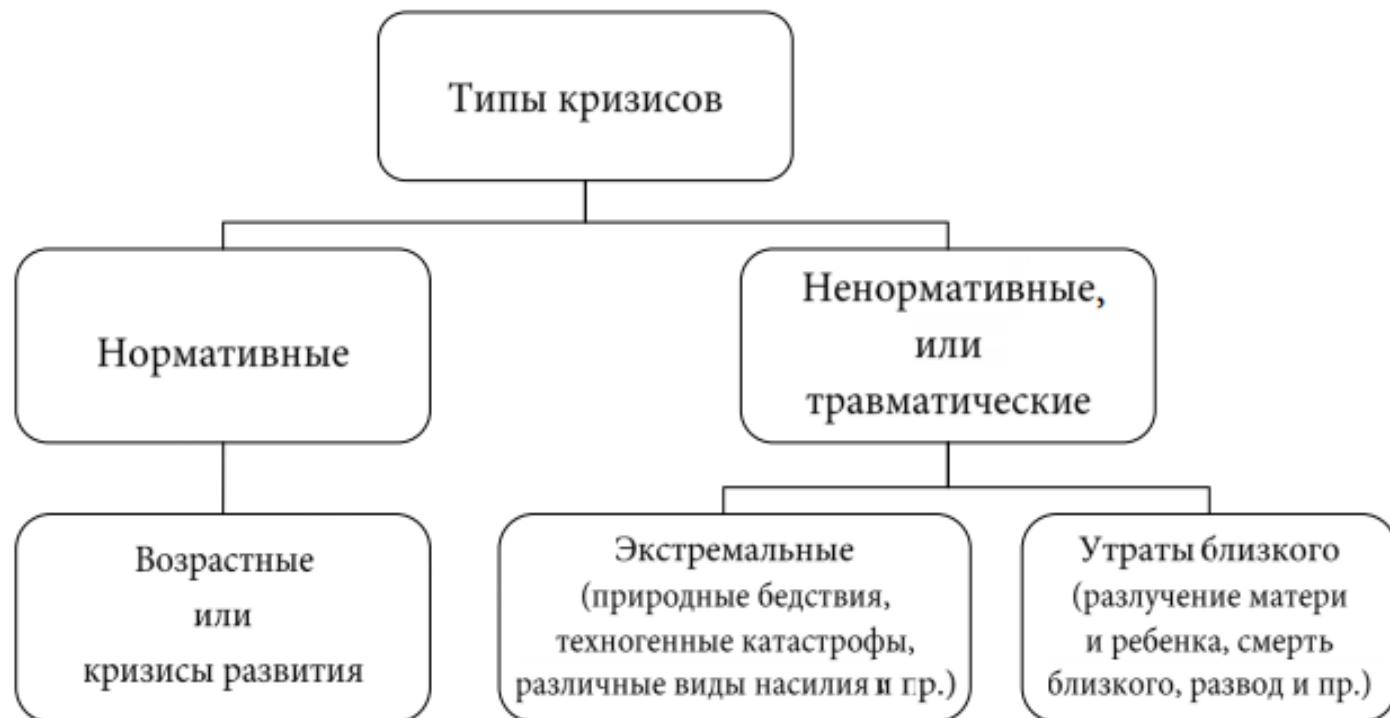 Типы кризисов
Нормативные
Ненормативные,
или
травматические
Возрастные
или
кризисы развития
Экстремальные
(природные бедствия,
техногенные катастрофы,
различные виды насилия и г.р.)
Утраты близкого
(разлучение матери
и ребенка, смерть
близкого, развод и пр.)